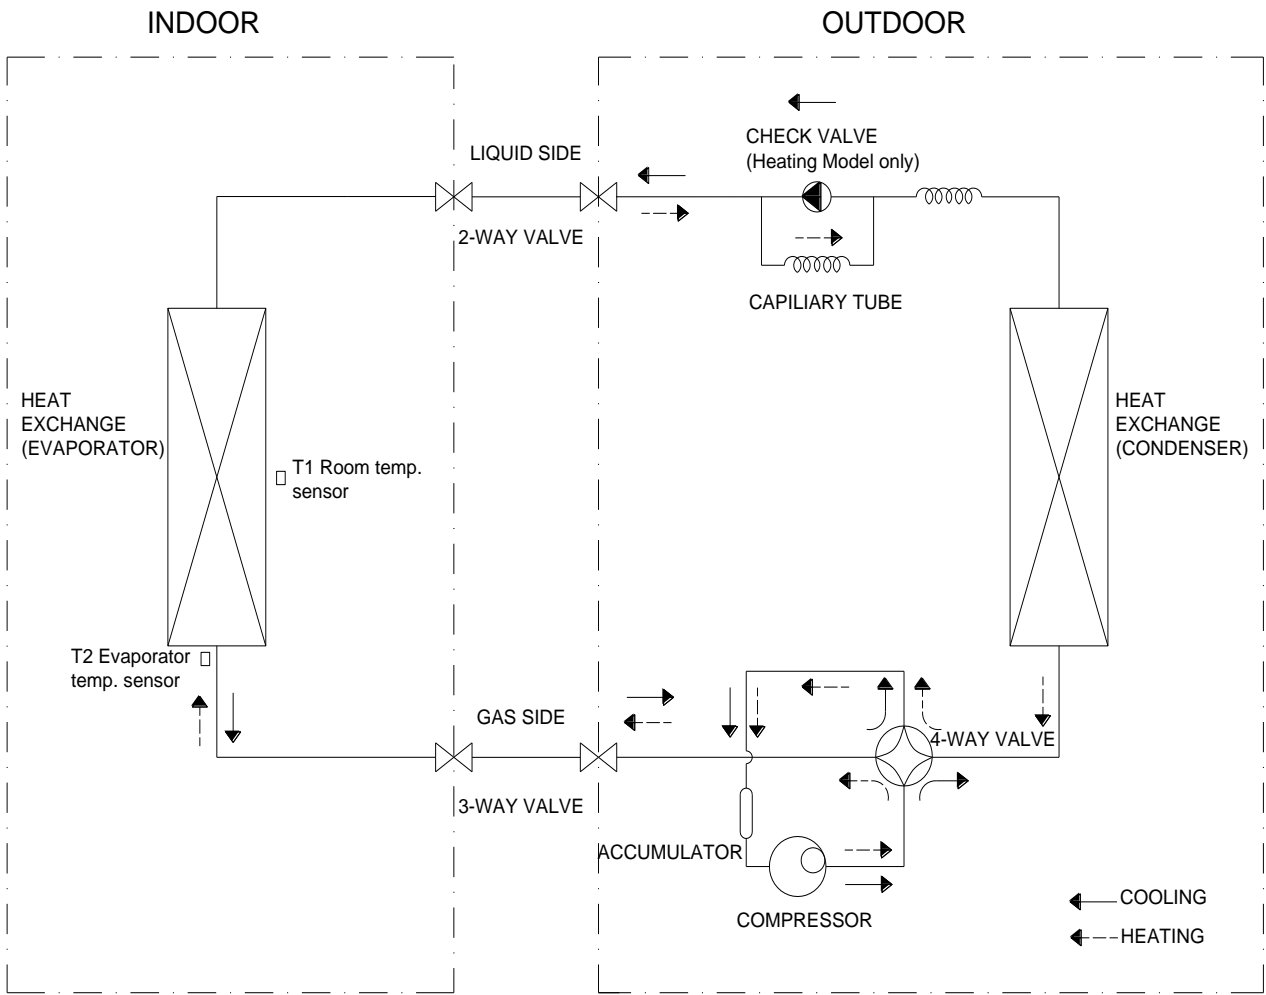 INDOOR
OUTDOOR
CHECK VALVE
(Heating Model only)
LIQUID SIDE
2-WAY VALVE
CAPILIARY TUBE
HEAT
EXCHANGE
(EVAPORATOR)
T1 Room temp.
sensor
HEAT
EXCHANGE
(CONDENSER)
T2 Evaporator
temp. sensor
GAS SIDE
4-WAY VALVE
3-WAY VALVE
ACCUMULATOR
COMPRESSOR
COOLING
HEATING